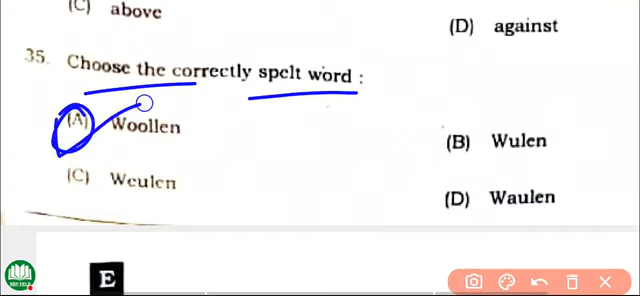 (C) above
(D) against
35. Choose the correctly spelt word :
(A) Woollen
(B) Wulen
(C) Weulen
(D) Waulen
E